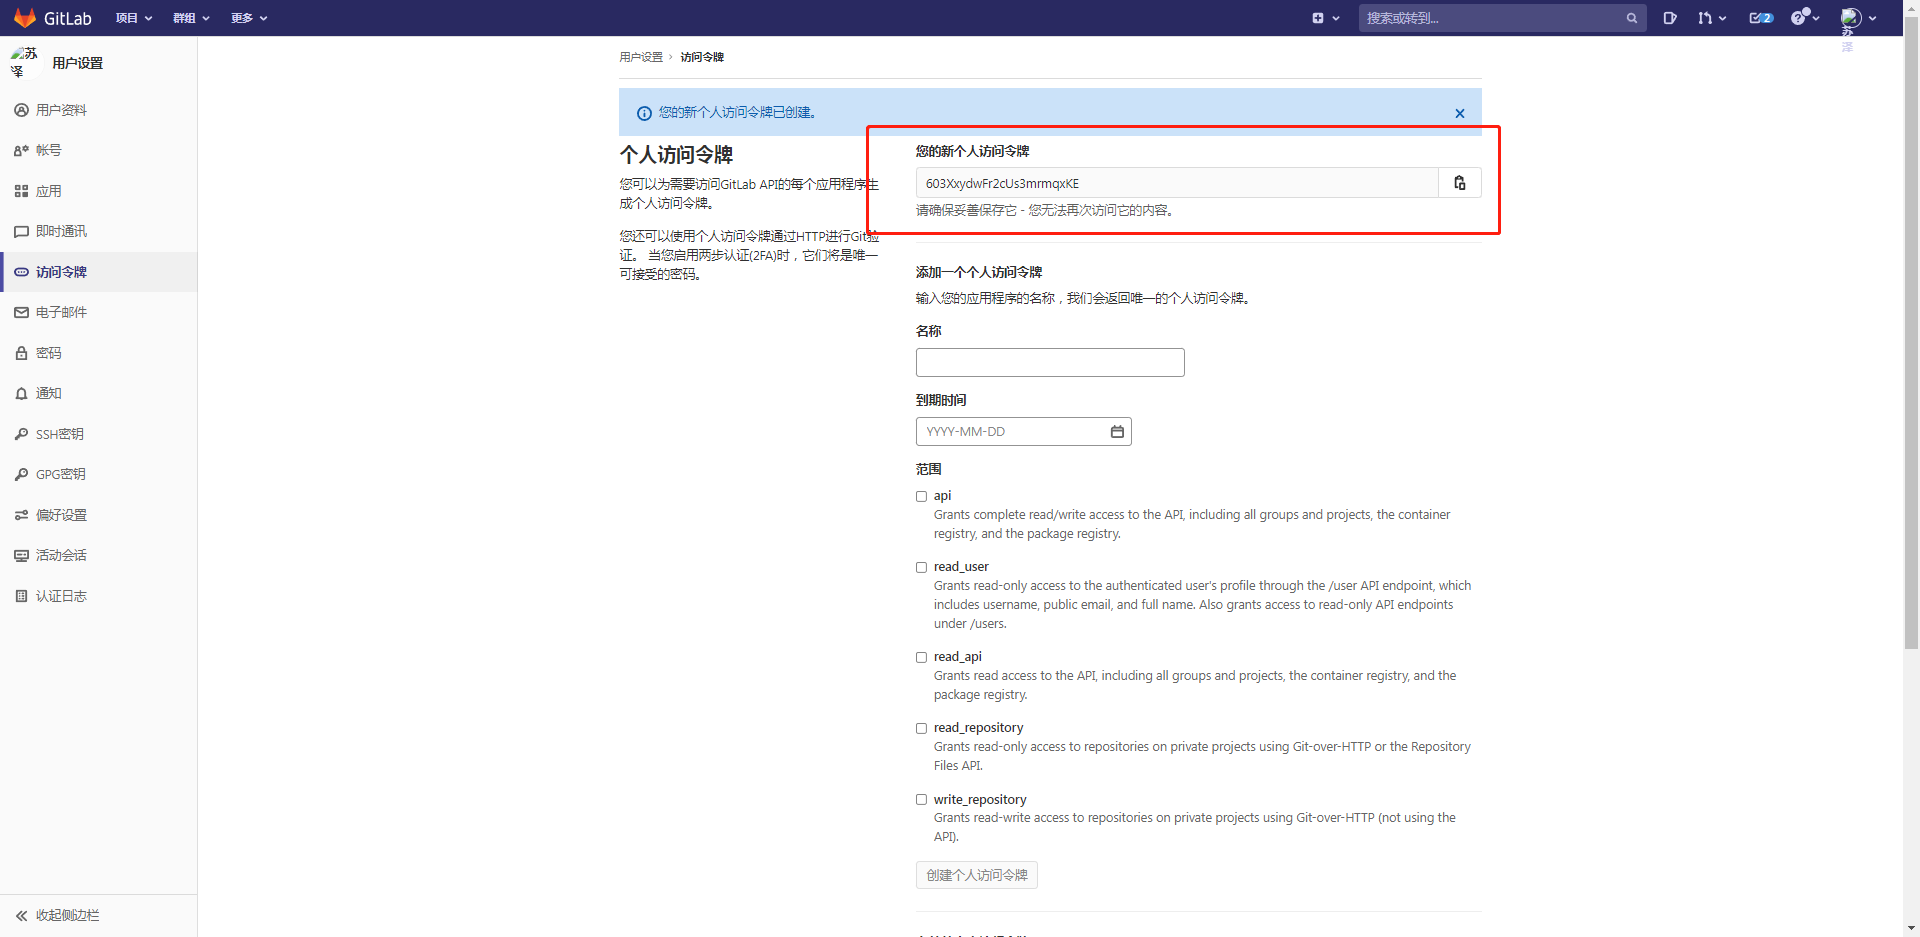 GitLab 项目 群组 更多 搜索或转到... 2
苏泽 用户设置
苏泽
用户资料
帐号
应用
即时通讯
访问令牌
电子邮件
密码
通知
SSH密钥
GPG密钥
偏好设置
活动会话
认证日志
收起侧边栏
用户设置 › 访问令牌
您的新个人访问令牌已创建。
个人访问令牌
您可以为需要访问GitLab API的每个应用程序生
成个人访问令牌。
您还可以使用个人访问令牌通过HTTP进行Git验
证。 当您启用两步认证(2FA)时，它们将是唯一
可接受的密码。
您的新个人访问令牌
603XxydwFr2cUs3mrmqxKE
请确保妥善保存它 - 您无法再次访问它的内容。
添加一个个人访问令牌
输入您的应用程序的名称，我们会返回唯一的个人访问令牌。
名称
到期时间
YYYY-MM-DD
范围
api
Grants complete read/write access to the API, including all groups and projects, the container
registry, and the package registry.
read_user
Grants read-only access to the authenticated user's profile through the /user API endpoint, which
includes username, public email, and full name. Also grants access to read-only API endpoints
under /users.
read_api
Grants read access to the API, including all groups and projects, the container registry, and the
package registry.
read_repository
Grants read-only access to repositories on private projects using Git-over-HTTP or the Repository
Files API.
write_repository
Grants read-write access to repositories on private projects using Git-over-HTTP (not using the
API).
创建个人访问令牌